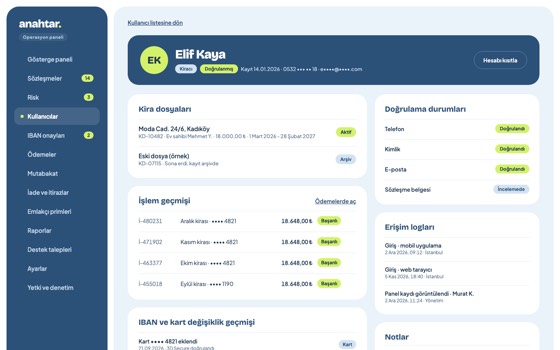 anahtar.
Operasyon paneli
Gösterge paneli
Sözleşmeler 14
Risk 3
Kullanıcılar
IBAN onayları 2
Ödemeler
Mutabakat
İade ve itirazlar
Emlakçı primleri
Raporlar
Destek talepleri
Ayarlar
Yetki ve denetim
Kullanıcı listesine dön
EK
Elif Kaya
Kiracı Doğrulanmış Kayıt 14.01.2026 · 0532 ••• •• 18 · e••••@••••.com
Hesabı kısıtla
Kira dosyaları
Moda Cad. 24/6, Kadıköy
KD-10482 · Ev sahibi Mehmet Y. · 18.000,00 ₺ · 1 Mart 2026 - 28 Şubat 2027
Aktif
Eski dosya (örnek)
KD-07115 · Sona erdi, kayıt arşivde
Arşiv
İşlem geçmişi
Ödemelerde aç
İ-480231 Aralık kirası · •••• 4821 18.648,00 ₺ Başarılı
İ-471902 Kasım kirası · •••• 4821 18.648,00 ₺ Başarılı
İ-463377 Ekim kirası · •••• 4821 18.648,00 ₺ Başarılı
İ-455018 Eylül kirası · •••• 1190 18.648,00 ₺ Başarılı
IBAN ve kart değişiklik geçmişi
Kart •••• 4821 eklendi
21.09.2026 · 3D Secure doğrulandı
Kart
Doğrulama durumları
Telefon Doğrulandı
Kimlik Doğrulandı
E-posta Doğrulandı
Sözleşme belgesi İncelemede
Erişim logları
Giriş · mobil uygulama
2 Ara 2026, 09:12 · İstanbul
Giriş · web tarayıcı
5 Kas 2026, 18:40 · İstanbul
Panel kaydı görüntülendi · Murat K.
2 Ara 2026, 11:24 · Yönetim
Notlar